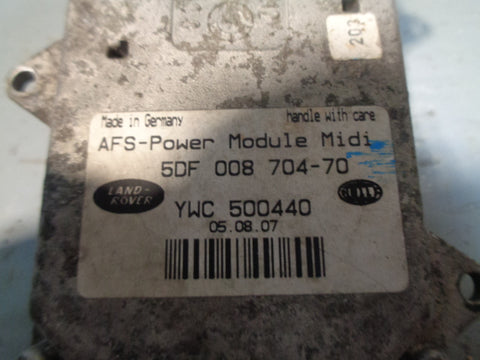 203
Made in Germany
handle with care
AFS-Power Module Midi
5DF 008 704-70
LAND-
ROVER
YWC 500440
05.08.07